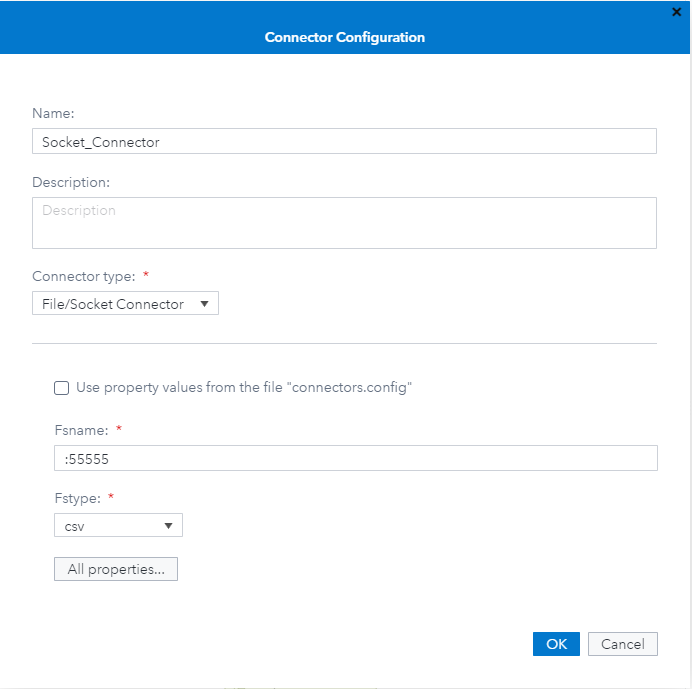 Connector Configuration
Name:
Socket_Connector
Description:
Description
Connector type: *
File/Socket Connector
Use property values from the file "connectors.config"
Fsname: *
:55555
Fstype: *
csv
All properties...
OK Cancel